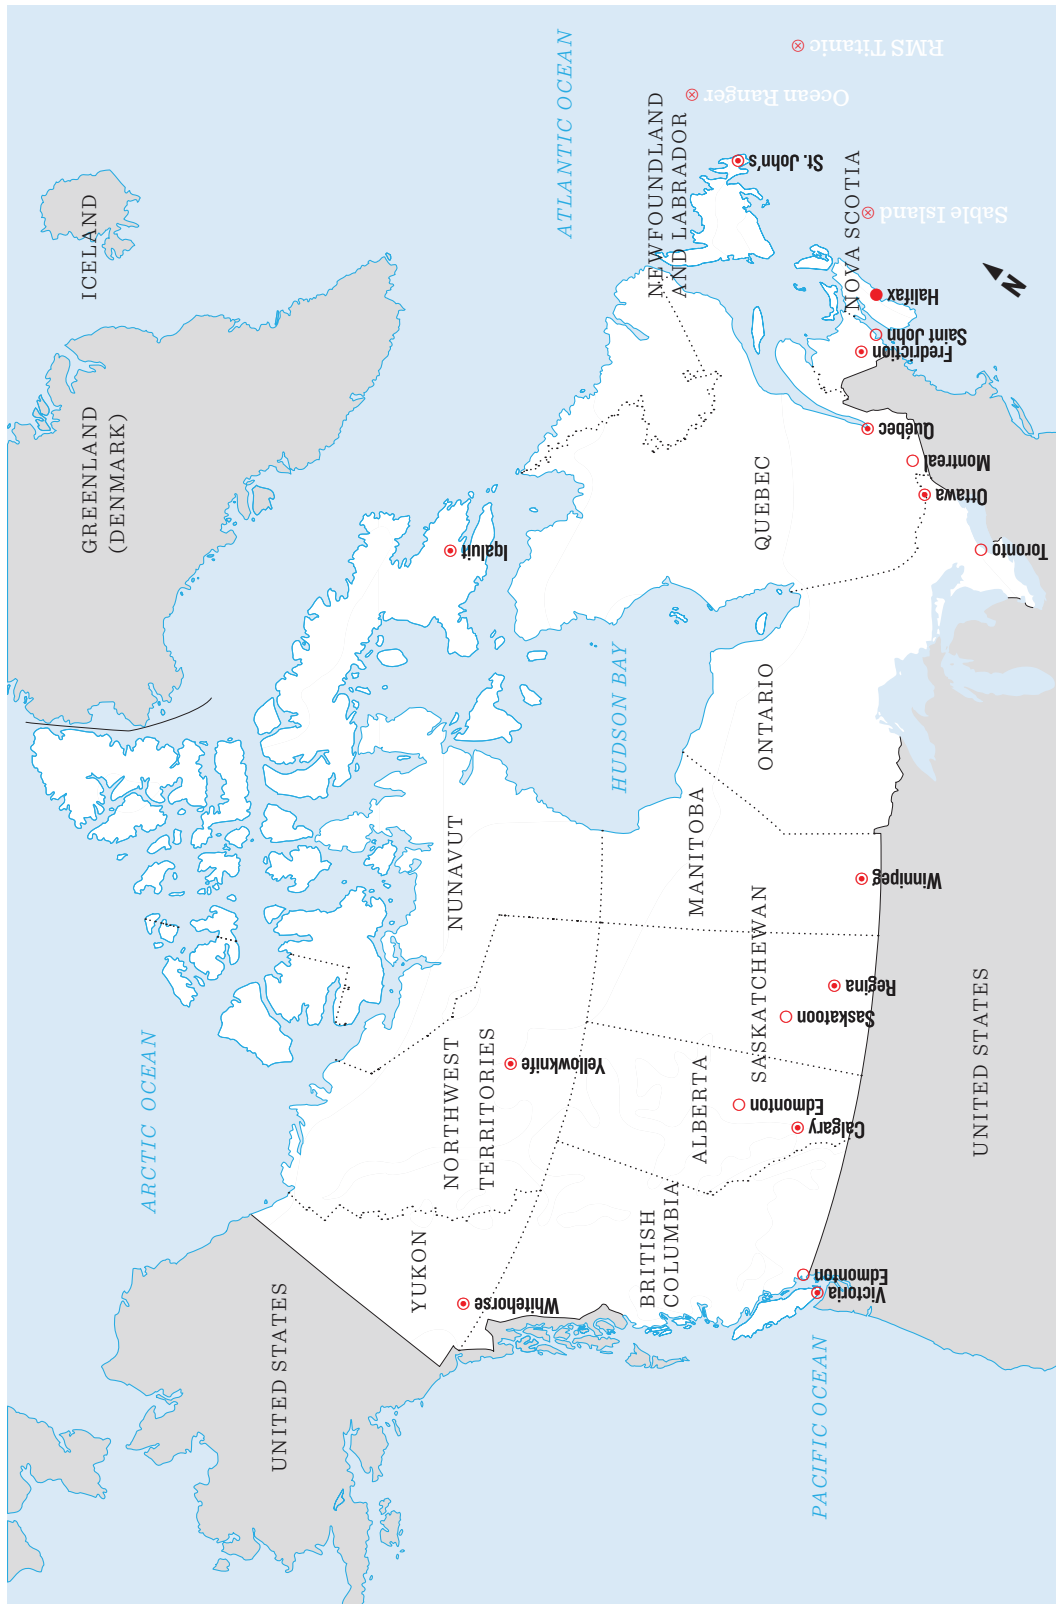 ICELAND
GREENLAND
(DENMARK)
ATLANTIC OCEAN
RMS Titanic
Ocean Ranger
NEWFOUNDLAND
AND LABRADOR
St. John's
NOVA SCOTIA
Sable Island
N
Halifax
Saint John
Fredriction
Québec
Montreal
Ottawa
Toronto
QUEBEC
Iqaluit
HUDSON BAY
ONTARIO
MANITOBA
NUNAVUT
Winnipeg
SASKATCHEWAN
Regina
Saskatoon
UNITED STATES
ARCTIC OCEAN
NORTHWEST
TERRITORIES
Yellowknife
ALBERTA
Edmonton
Calgary
YUKON
BRITISH
COLUMBIA
Whitehorse
Edmonton
Victoria
UNITED STATES
PACIFIC OCEAN